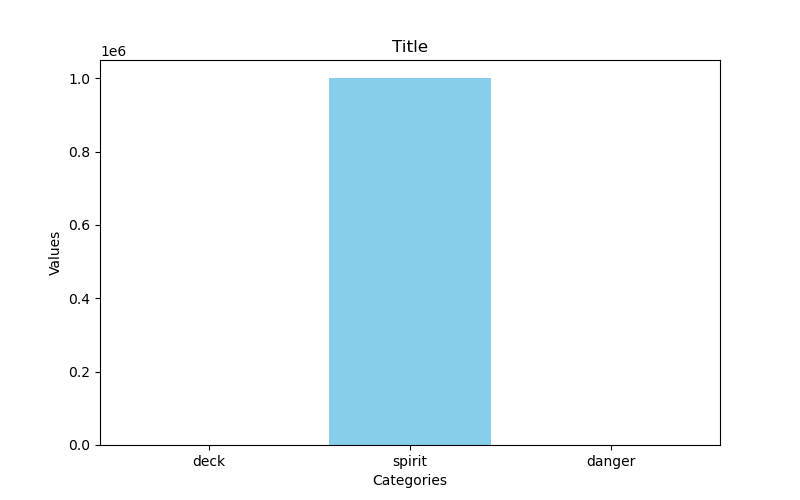 Title
1e6
1.0
0.8
0.6
0.4
0.2
0.0
Values
deck spirit danger
Categories